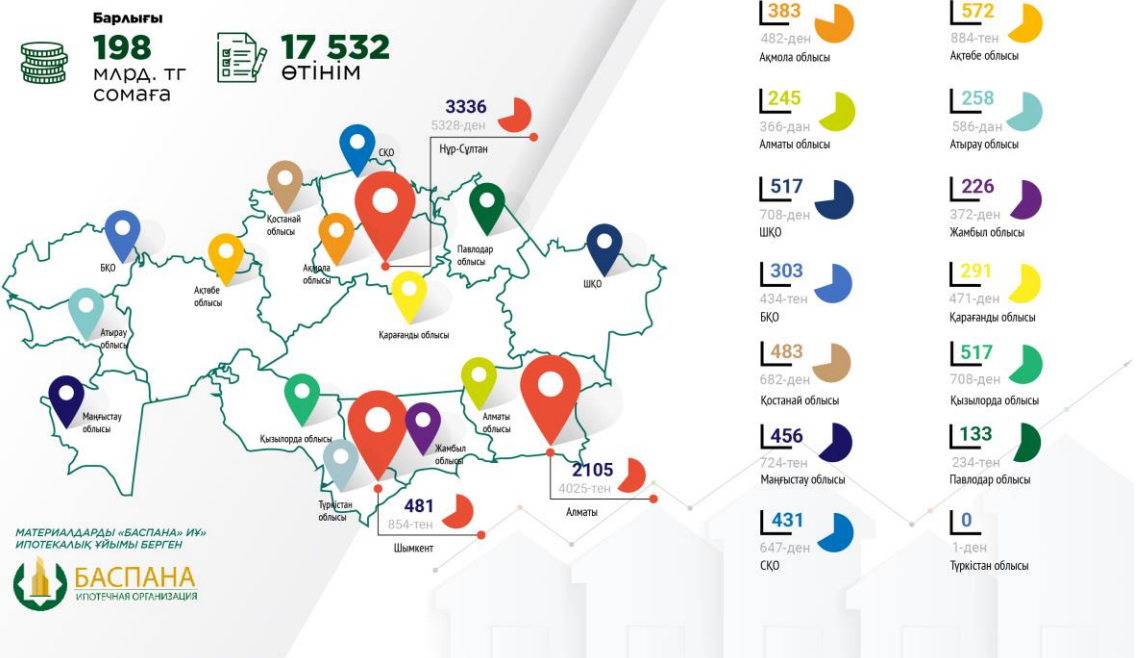 Барлығы
198
млрд. тг
сомаға
17 532
өтінім
3336
5328-ден
Нұр-Сұлтан
СҚО
Қостанай
облысы
Ақмола
облысы
Павлодар
облысы
БҚО
Ақтөбе
облысы
ШҚО
Атырау
облысы
Қарағанды облысы
Маңғыстау
облысы
Қызылорда облысы
Алматы
облысы
Жамбыл
облысы
Түркістан
облысы
2105
4025-тен
Алматы
481
854-тен
Шымкент
МАТЕРИАЛДАРДЫ «БАСПАНА» ИҰ»
ИПОТЕКАЛЫҚ ҰЙЫМЫ БЕРГЕН
БАСПАНА
ИПОТЕЧНАЯ ОРГАНИЗАЦИЯ
383
482-ден
Ақмола облысы
572
884-тен
Ақтөбе облысы
245
366-дан
Алматы облысы
258
586-дан
Атырау облысы
517
708-ден
ШҚО
226
372-ден
Жамбыл облысы
303
434-тен
БҚО
291
471-ден
Қарағанды облысы
483
682-ден
Қостанай облысы
517
708-ден
Қызылорда облысы
456
724-тен
Маңғыстау облысы
133
234-тен
Павлодар облысы
431
647-ден
СҚО
0
1-ден
Түркістан облысы